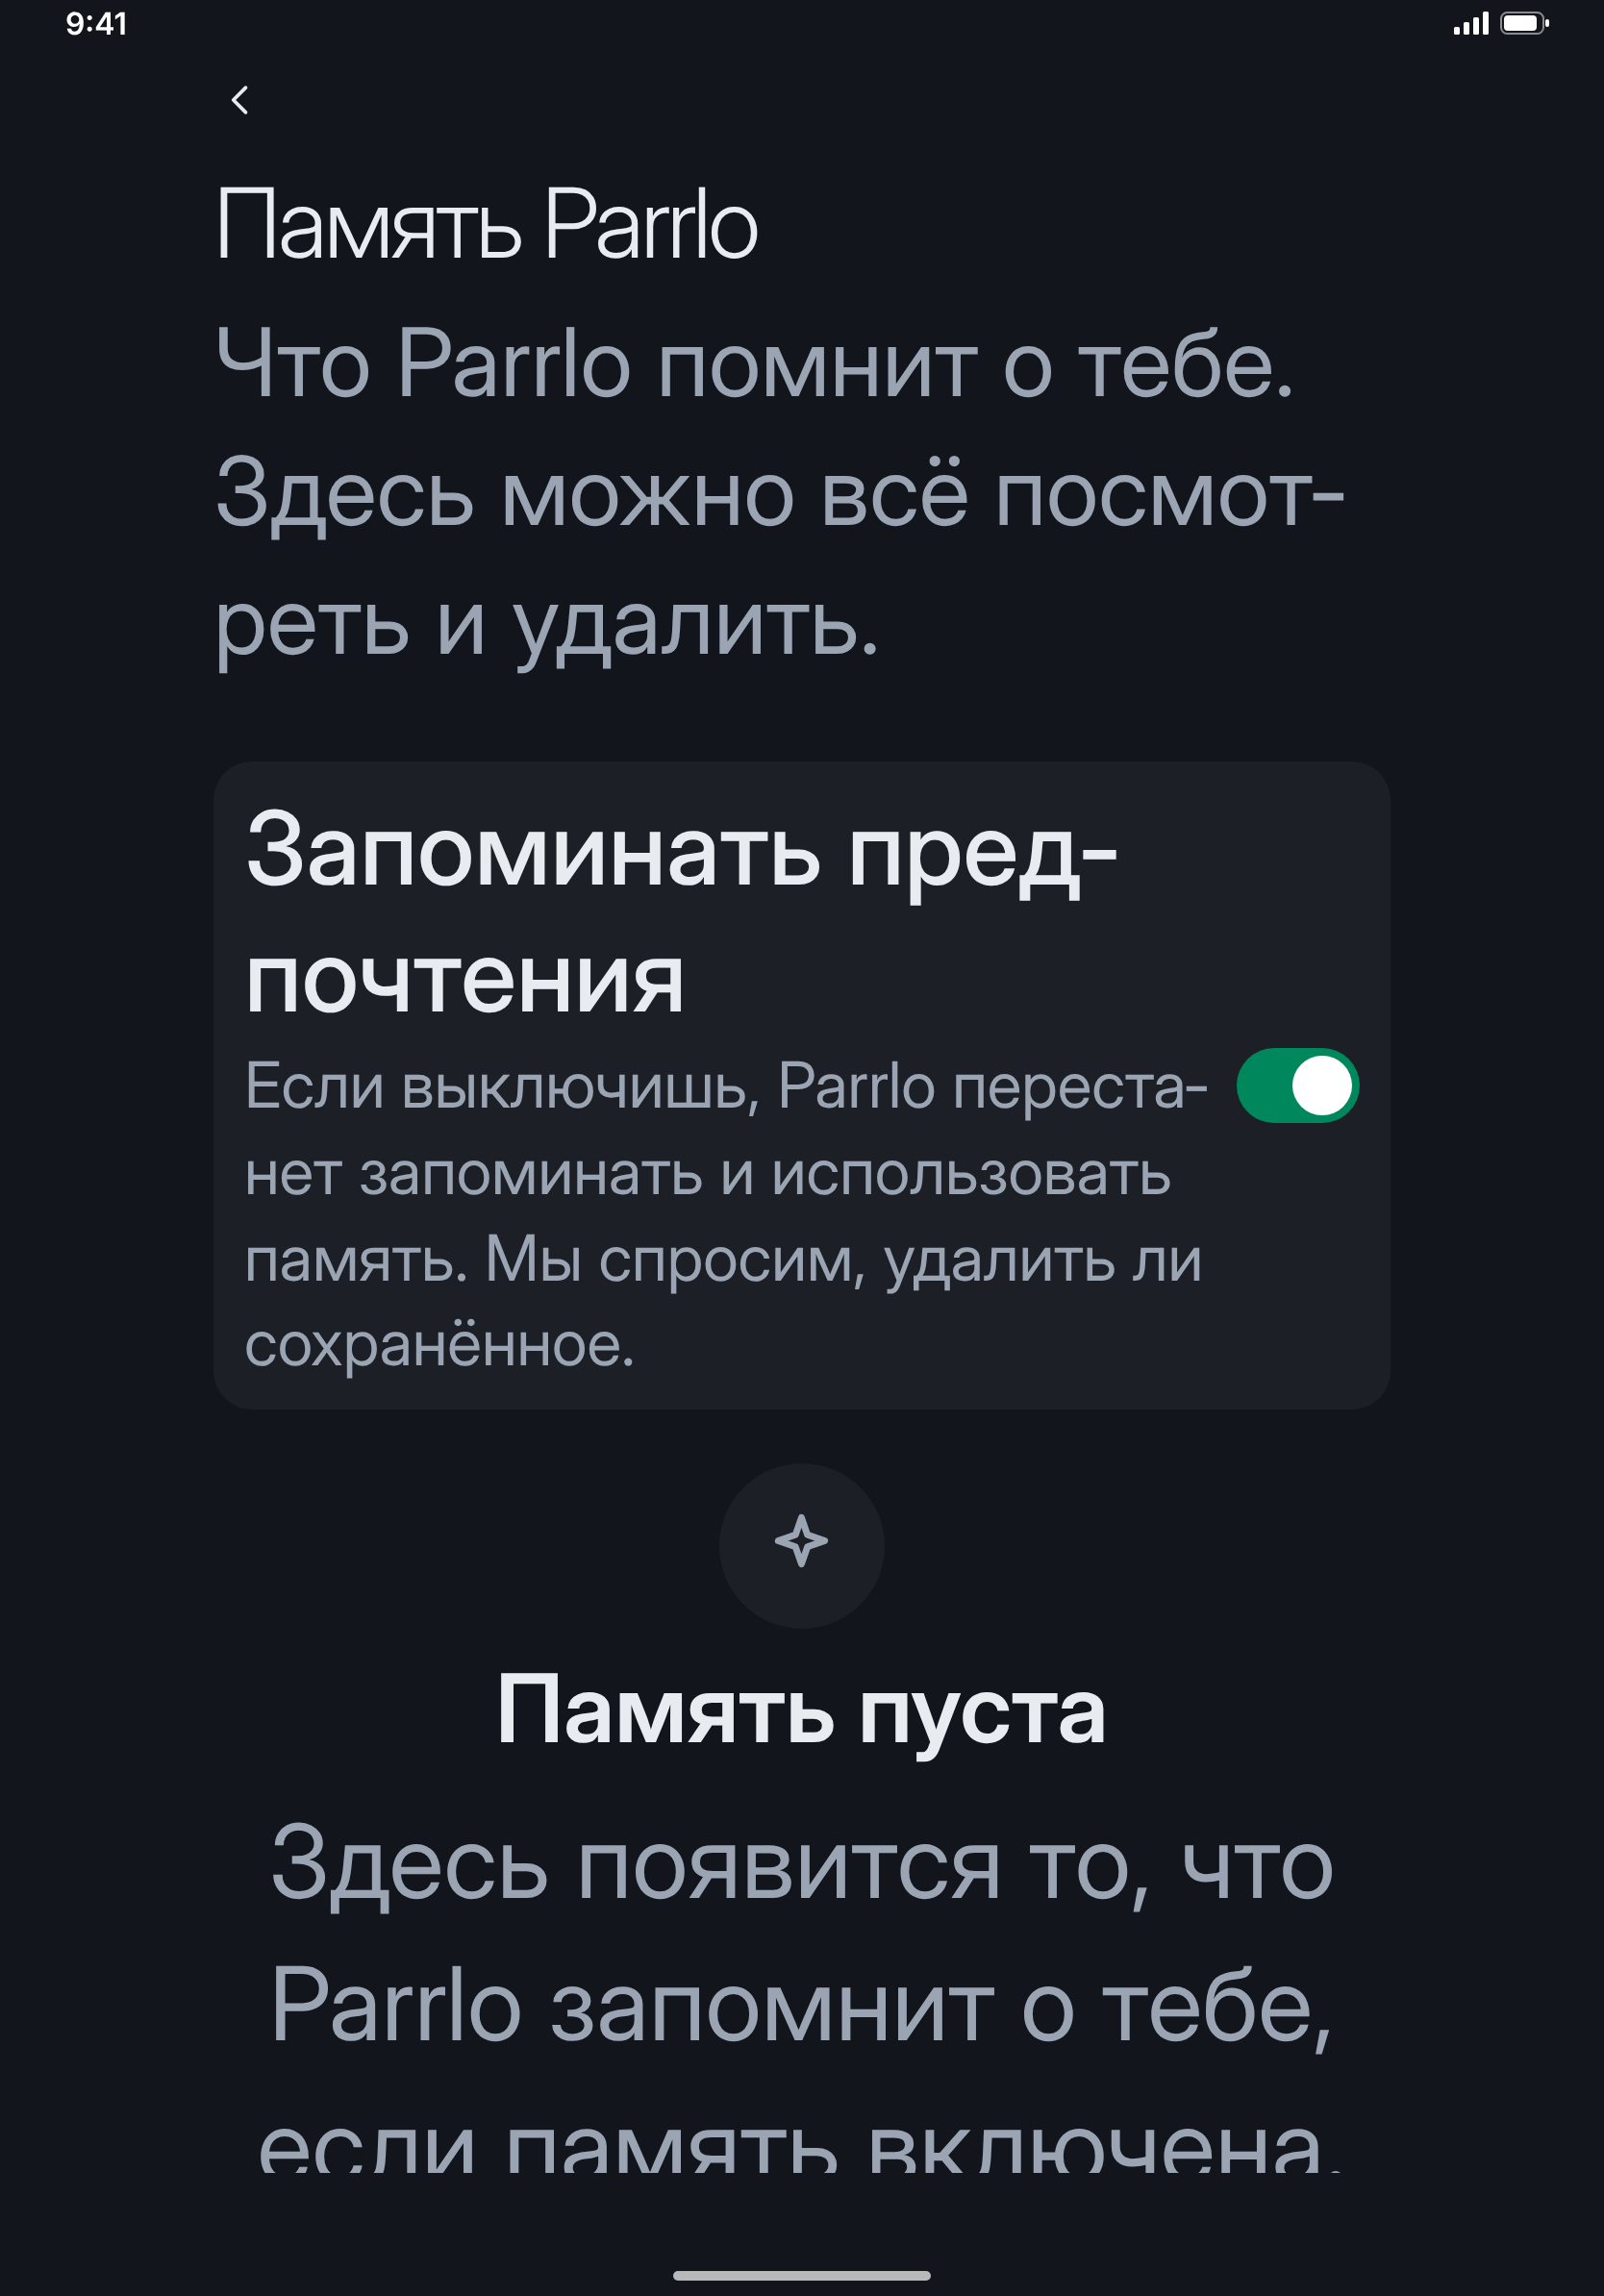 9:41
Память Parrlo
Что Parrlo помнит о тебе.
Здесь можно всё посмот-
реть и удалить.
Запоминать пред-
почтения
Если выключишь, Parrlo переста-
нет запоминать и использовать
память. Мы спросим, удалить ли
сохранённое.
Память пуста
Здесь появится то, что
Parrlo запомнит о тебе,
если память включена.